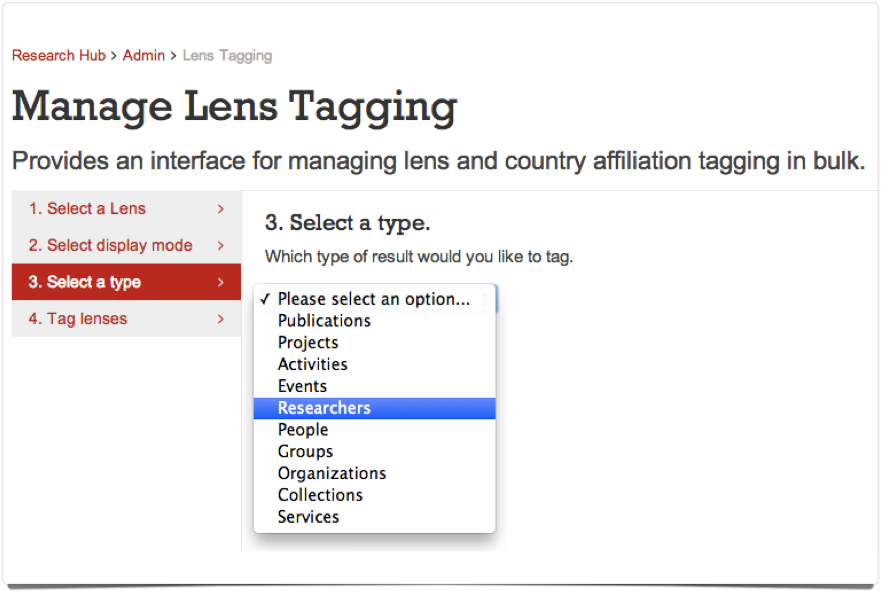 Research Hub > Admin > Lens Tagging
Manage Lens Tagging
Provides an interface for managing lens and country affiliation tagging in bulk.
1. Select a Lens >
2. Select display mode >
3. Select a type >
4. Tag lenses >
3. Select a type.
Which type of result would you like to tag.
✓ Please select an option...
Publications
Projects
Activities
Events
Researchers
People
Groups
Organizations
Collections
Services